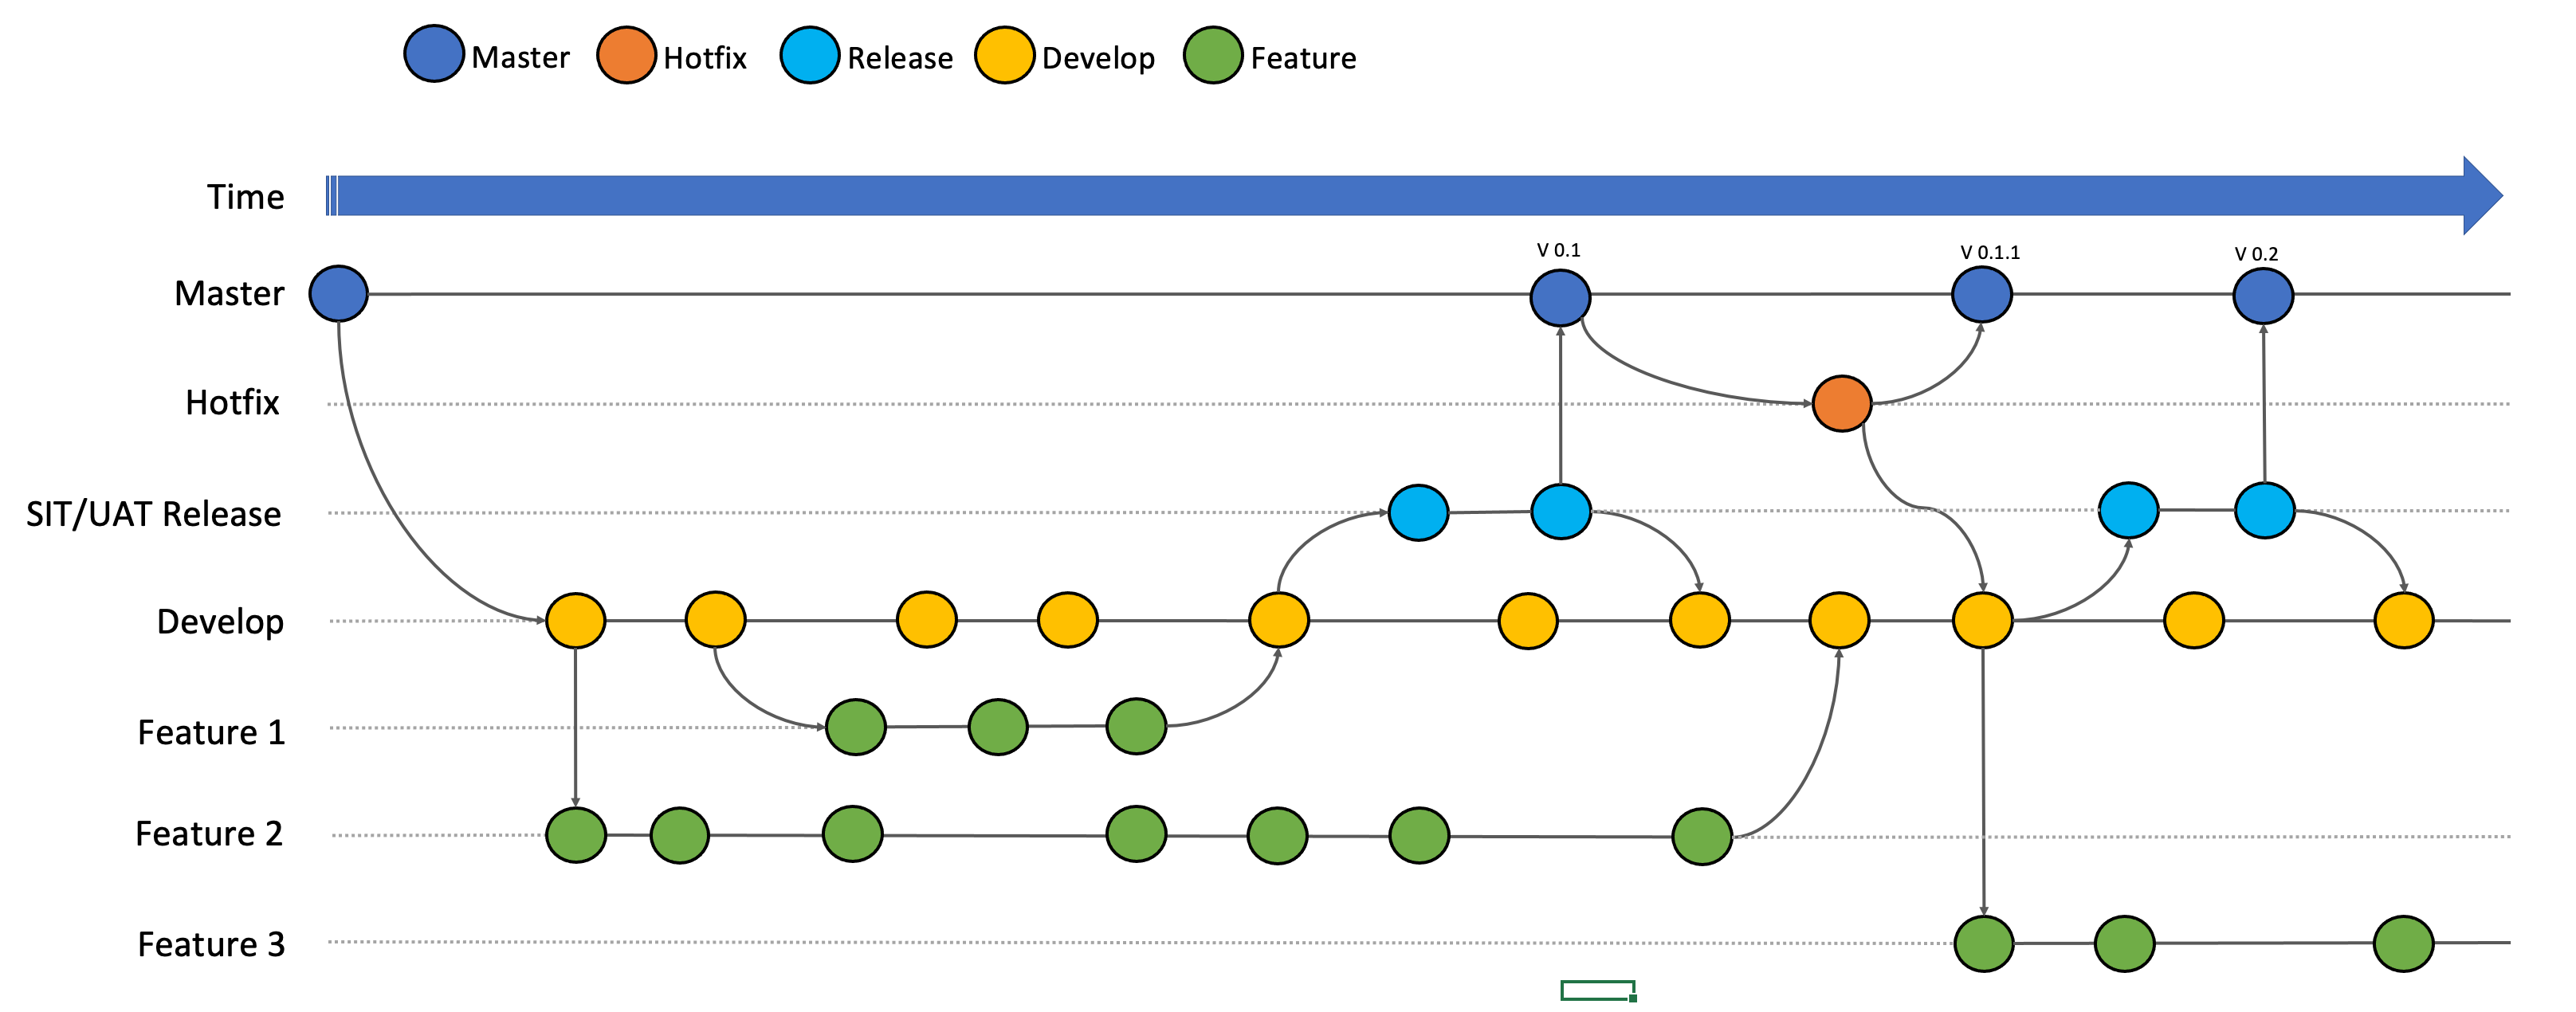 Master
Hotfix
Release
Develop
Feature
Time
V 0.1
V 0.1.1
V 0.2
Master
Hotfix
SIT/UAT Release
Develop
Feature 1
Feature 2
Feature 3